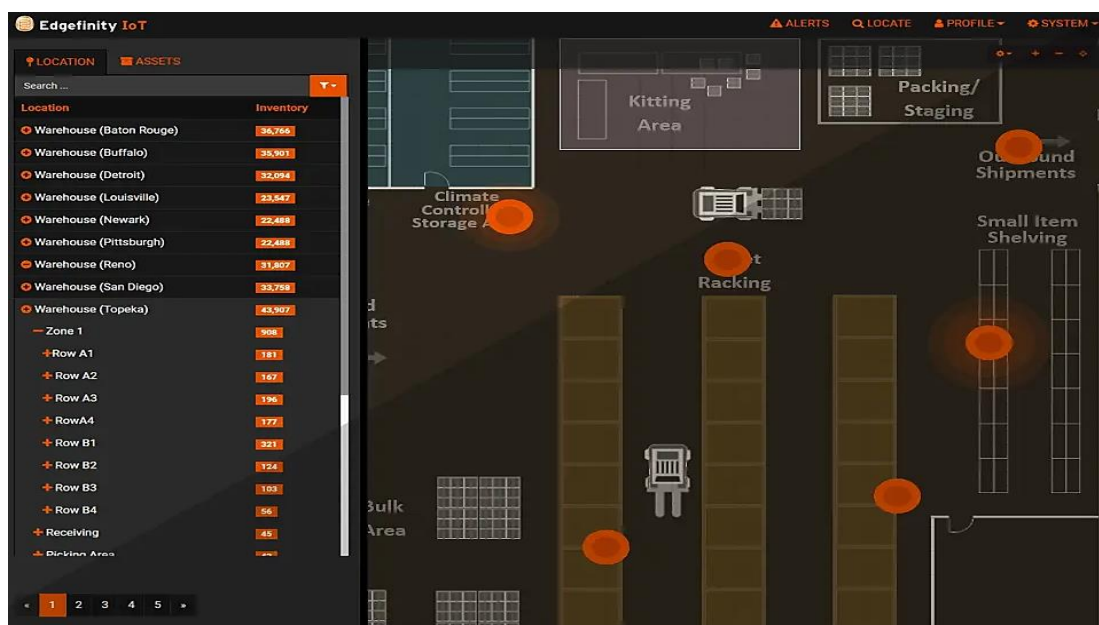 Edgefinity IoT
ALERTS LOCATE PROFILE SYSTEM
LOCATION ASSETS
Search ...
Location Inventory
Warehouse (Baton Rouge) 36,766
Warehouse (Buffalo) 35,901
Warehouse (Detroit) 32,094
Warehouse (Louisville) 23,547
Warehouse (Newark) 22,488
Warehouse (Pittsburgh) 22,488
Warehouse (Reno) 31,807
Warehouse (San Diego) 33,758
Warehouse (Topeka) 43,907
Zone 1 908
Row A1 181
Row A2 167
Row A3 196
RowA4 177
Row B1 321
Row B2 124
Row B3 103
Row B4 56
Receiving 45
Picking Area
« 1 2 3 4 5 »
Kitting
Area
Packing/
Staging
Shipments
Climate
Storage
Small Item
Shelving
Racking
Bulk
Area